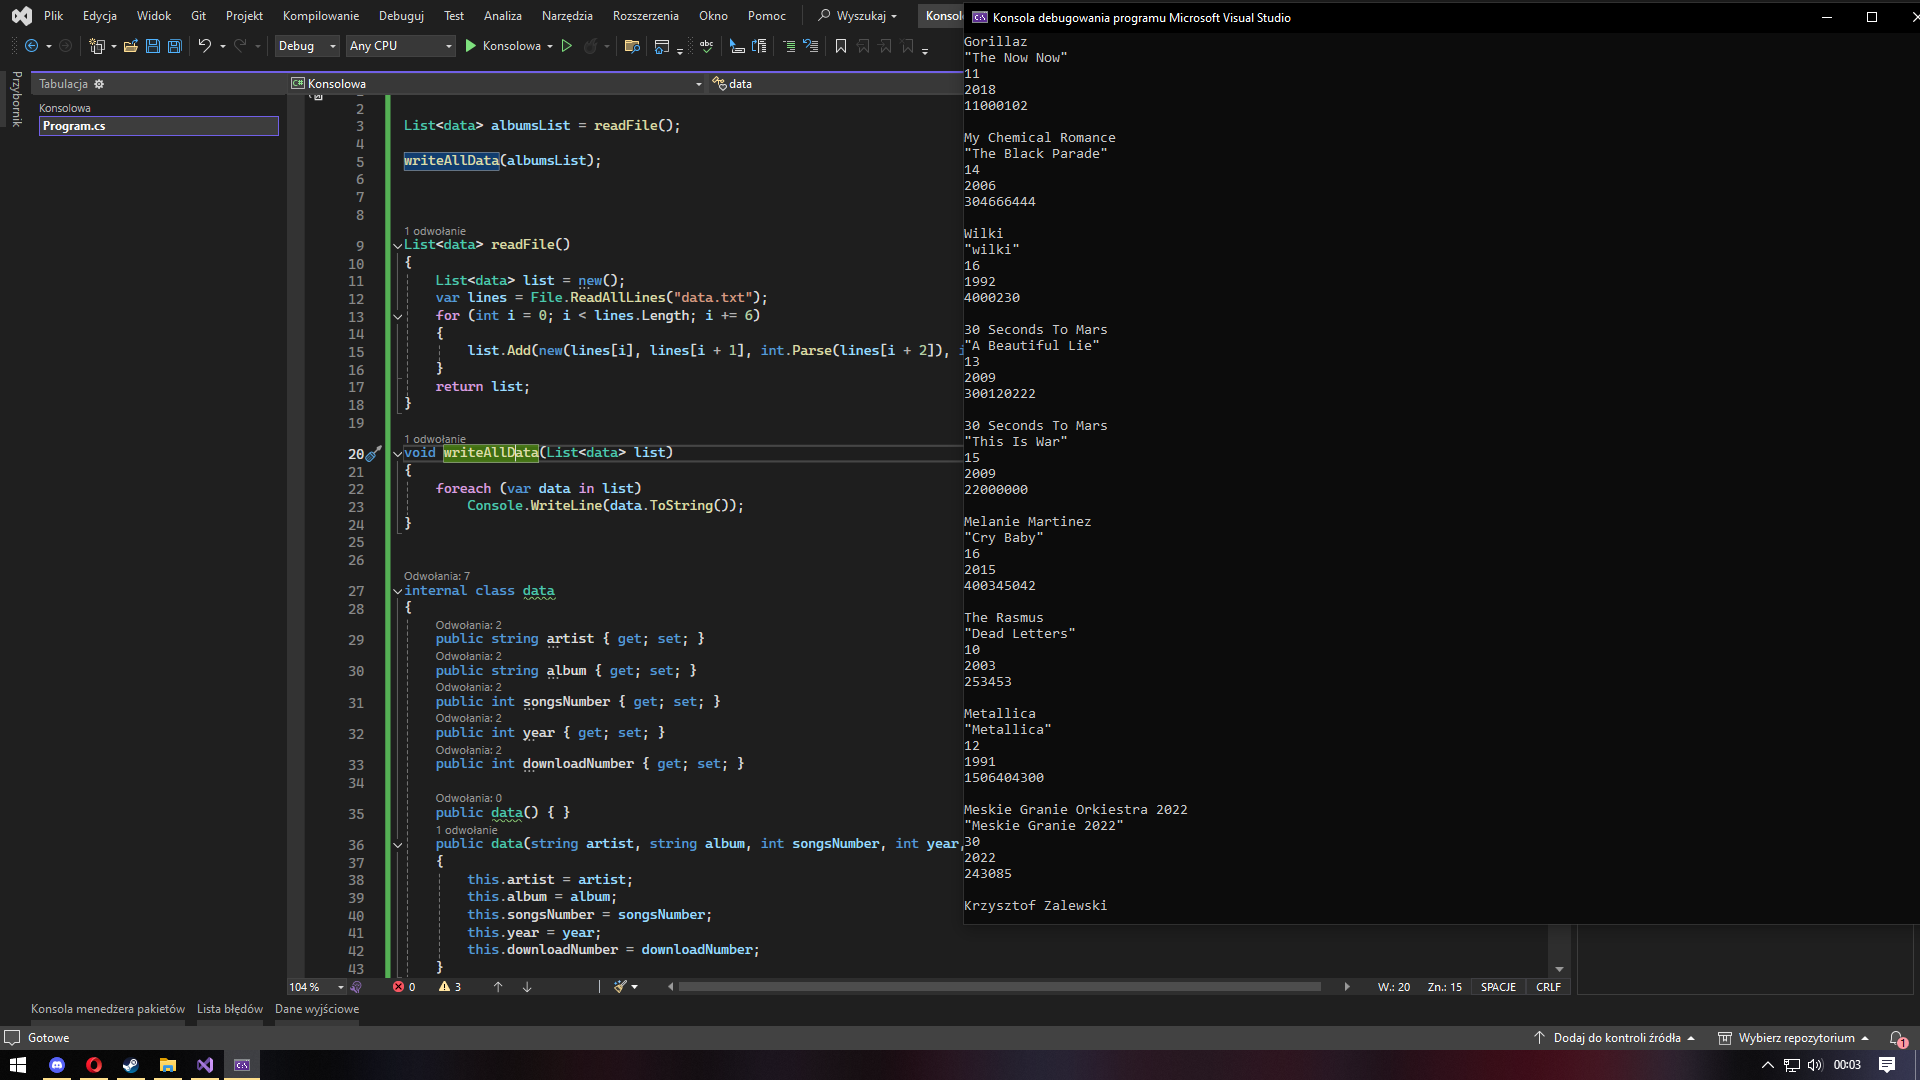 Plik Edycja Widok Git Projekt Kompilowanie Debuguj Test Analiza Narzędzia Rozszerzenia Okno Pomoc Wyszukaj Konsol
Konsola debugowania programu Microsoft Visual Studio
Debug Any CPU Konsolowa
Przybornik
Tabulacja
Konsolowa
Program.cs
C# Konsolowa
data
2
3 List<data> albumsList = readFile();
4
5 writeAllData(albumsList);
6
7
8
1 odwołanie
9 List<data> readFile()
10 {
11 List<data> list = new();
12 var lines = File.ReadAllLines("data.txt");
13 for (int i = 0; i < lines.Length; i += 6)
14 {
15 list.Add(new(lines[i], lines[i + 1], int.Parse(lines[i + 2]), i
16 }
17 return list;
18 }
19
1 odwołanie
20 void writeAllData(List<data> list)
21 {
22 foreach (var data in list)
23 Console.WriteLine(data.ToString());
24 }
25
26
Odwołania: 7
27 internal class data
28 {
Odwołania: 2
29 public string artist { get; set; }
Odwołania: 2
30 public string album { get; set; }
Odwołania: 2
31 public int songsNumber { get; set; }
Odwołania: 2
32 public int year { get; set; }
Odwołania: 2
33 public int downloadNumber { get; set; }
34
Odwołania: 0
35 public data() { }
1 odwołanie
36 public data(string artist, string album, int songsNumber, int year,
37 {
38 this.artist = artist;
39 this.album = album;
40 this.songsNumber = songsNumber;
41 this.year = year;
42 this.downloadNumber = downloadNumber;
43 }
Gorillaz
"The Now Now"
11
2018
11000102
My Chemical Romance
"The Black Parade"
14
2006
304666444
Wilki
"wilki"
16
1992
4000230
30 Seconds To Mars
"A Beautiful Lie"
13
2009
300120222
30 Seconds To Mars
"This Is War"
15
2009
22000000
Melanie Martinez
"Cry Baby"
16
2015
400345042
The Rasmus
"Dead Letters"
10
2003
253453
Metallica
"Metallica"
12
1991
1506404300
Meskie Granie Orkiestra 2022
"Meskie Granie 2022"
30
2022
243085
Krzysztof Zalewski
104 % 0 3 W.: 20 Zn.: 15 SPACJE CRLF
Konsola menedżera pakietów Lista błędów Dane wyjściowe
Gotowe Dodaj do kontroli źródła Wybierz repozytorium 1
00:03